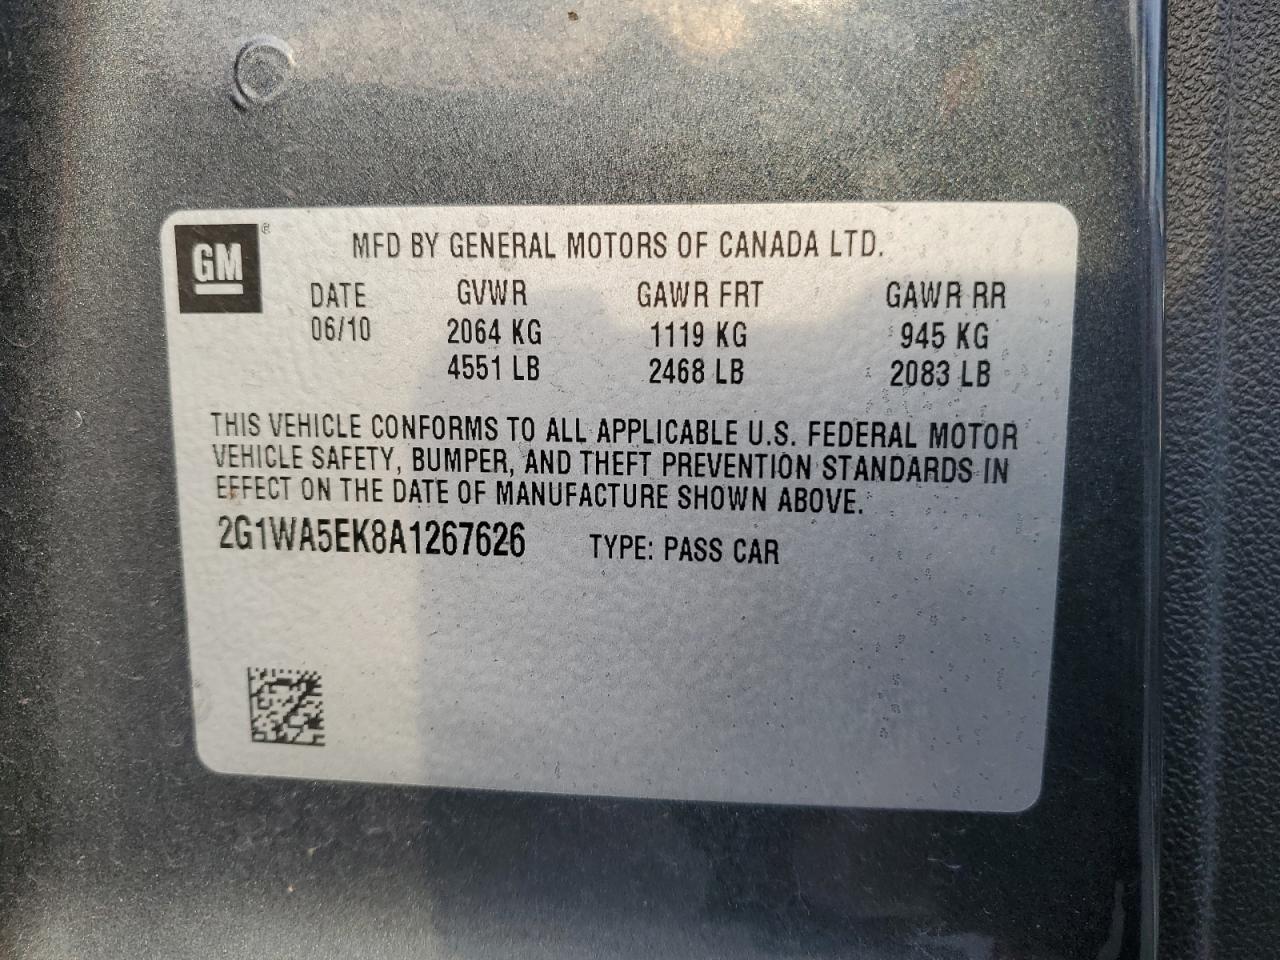 GM®
MFD BY GENERAL MOTORS OF CANADA LTD.
DATE GVWR GAWR FRT GAWR RR
06/10 2064 KG 1119 KG 945 KG
4551 LB 2468 LB 2083 LB
THIS VEHICLE CONFORMS TO ALL APPLICABLE U.S. FEDERAL MOTOR
VEHICLE SAFETY, BUMPER, AND THEFT PREVENTION STANDARDS IN
EFFECT ON THE DATE OF MANUFACTURE SHOWN ABOVE.
2G1WA5EK8A1267626 TYPE: PASS CAR